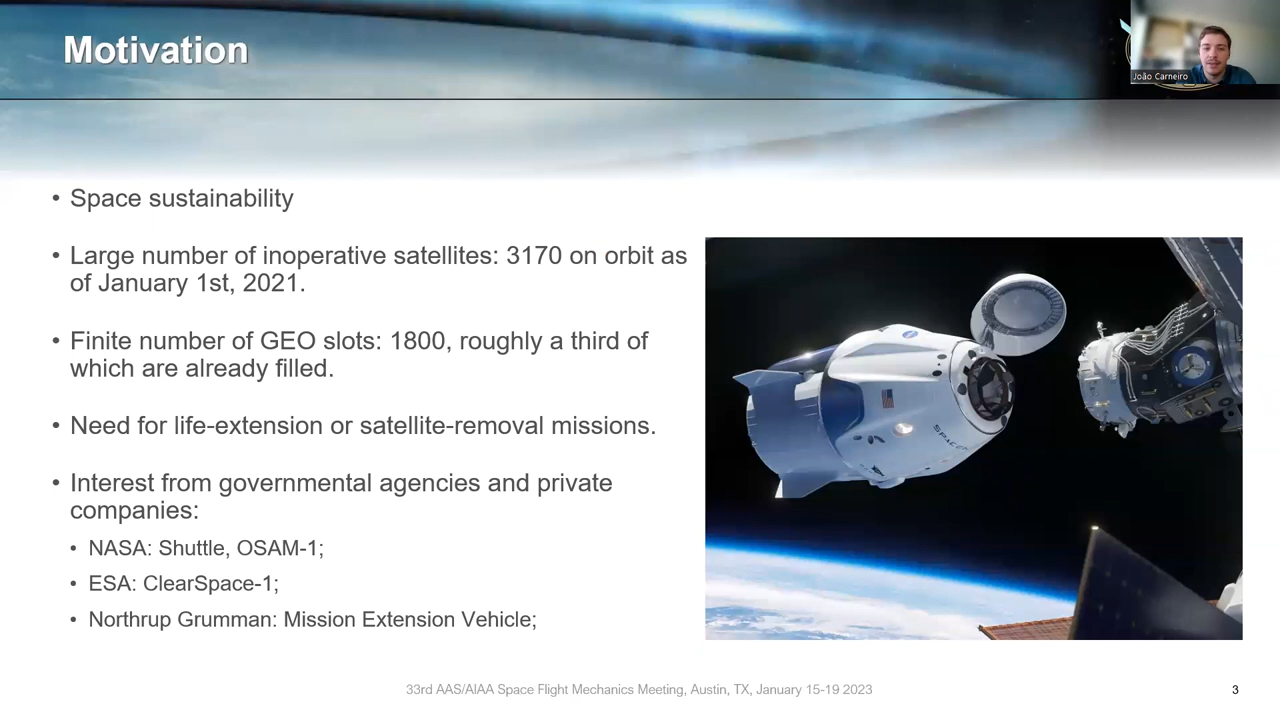 Motivation
João Carneiro
• Space sustainability
• Large number of inoperative satellites: 3170 on orbit as
of January 1st, 2021.
• Finite number of GEO slots: 1800, roughly a third of
which are already filled.
• Need for life-extension or satellite-removal missions.
• Interest from governmental agencies and private
companies:
• NASA: Shuttle, OSAM-1;
• ESA: ClearSpace-1;
• Northrup Grumman: Mission Extension Vehicle;
SPACEX
33rd AAS/AIAA Space Flight Mechanics Meeting, Austin, TX, January 15-19 2023
3